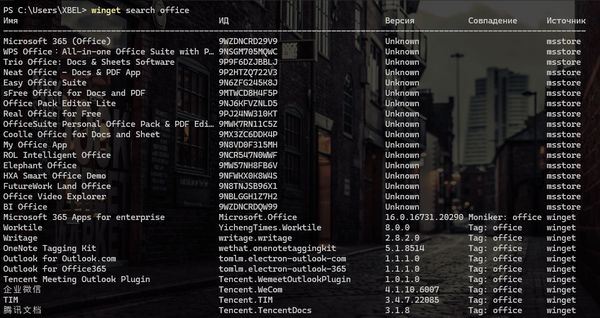 PS C:\Users\XBEL> winget search office
Имя ИД Версия Совпадение Источник
Microsoft 365 (Office) 9WZDNCRD29V9 Unknown msstore
WPS Office：All-in-one Office Suite with P… 9NSGM705MQWC Unknown msstore
Trio Office: Docs & Sheets Software 9PP9F6DZJBBLJ Unknown msstore
Neat Office - Docs & PDF App 9P2HTZQ722V3 Unknown msstore
Easy Office Suite 9N6ZFG245K8J Unknown msstore
sFree Office for Docs and PDF 9MTWCD8H4F5P Unknown msstore
Office Pack Editor Lite 9NJ6KFVZNLD5 Unknown msstore
Real Office for Free 9PJ24NW310HT Unknown msstore
OfficeSuite Personal Office Pack & PDF Edi… 9MWK7RN11C5Z Unknown msstore
Coolle Office for Docs and Sheet 9MX3ZC6DDK4P Unknown msstore
My Office App 9N8VD0F315MH Unknown msstore
ROL Intelligent Office 9NCR547N0WWF Unknown msstore
Elephant Office 9MW57NH8FB6V Unknown msstore
HXA Smart Office Demo 9NFWKX0K8W4S Unknown msstore
FutureWork Land Office 9N8TNJSB96X1 Unknown msstore
Office Video Explorer 9NBLGGH1Z7H2 Unknown msstore
BI Office 9WZDNCRDQW99 Unknown msstore
Microsoft 365 Apps for enterprise Microsoft.Office 16.0.16731.20290 Moniker: office winget
Worktile YichengTimes.Worktile 8.0.0 Tag: office winget
Writage writage.writage 2.8.2.0 Tag: office winget
OneNote Tagging Kit wethat.onenotetaggingkit 5.1.8514 Tag: office winget
Outlook for Outlook.com tomlm.electron-outlook-com 1.1.1.0 Tag: office winget
Outlook for Office365 tomlm.electron-outlook-365 1.1.1.0 Tag: office winget
Tencent Meeting Outlook Plugin Tencent.WemeetOutlookPlugin 1.0.1.0 Tag: office winget
企业微信 Tencent.WeCom 4.1.10.6007 Tag: office winget
TIM Tencent.TIM 3.4.7.22085 Tag: office winget
腾讯文档 Tencent.TencentDocs 3.1.8 Tag: office winget